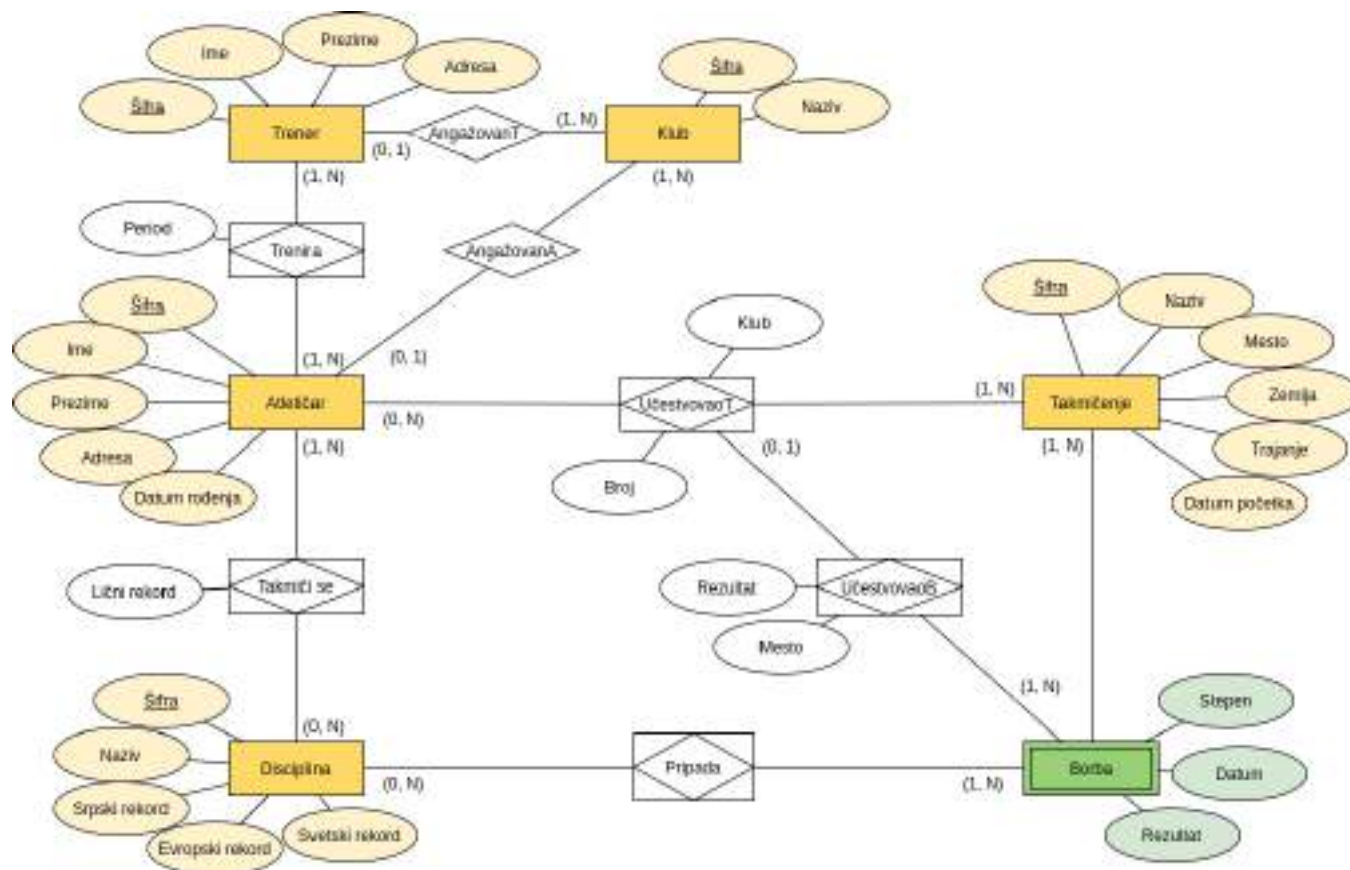 Prezime
Ime
Adresa
Šifra
Šifra
Naziv
Trener
AngažovanT
(1, N)
Klub
(0, 1)
(1, N)
(1, N)
Period
Trenira
AngažovanA
Šifra
Šifra
Naziv
Ime
Klub
Mesto
(1, N)
(0, 1)
Prezime
Atletičar
UčestvovaoT
(1, N)
Takmičenje
Zemlja
(0, N)
(1, N)
(0, 1)
(1, N)
Adresa
Trajanje
Broj
Datum rođenja
Datum početka
Lični rekord
Takmiči se
Rezultat
UčestvovaoB
Mesto
(1, N)
Šifra
Stepen
(0, N)
Naziv
Disciplina
Pripada
Borba
Datum
(0, N)
(1, N)
Srpski rekord
Svetski rekord
Rezultat
Evropski rekord